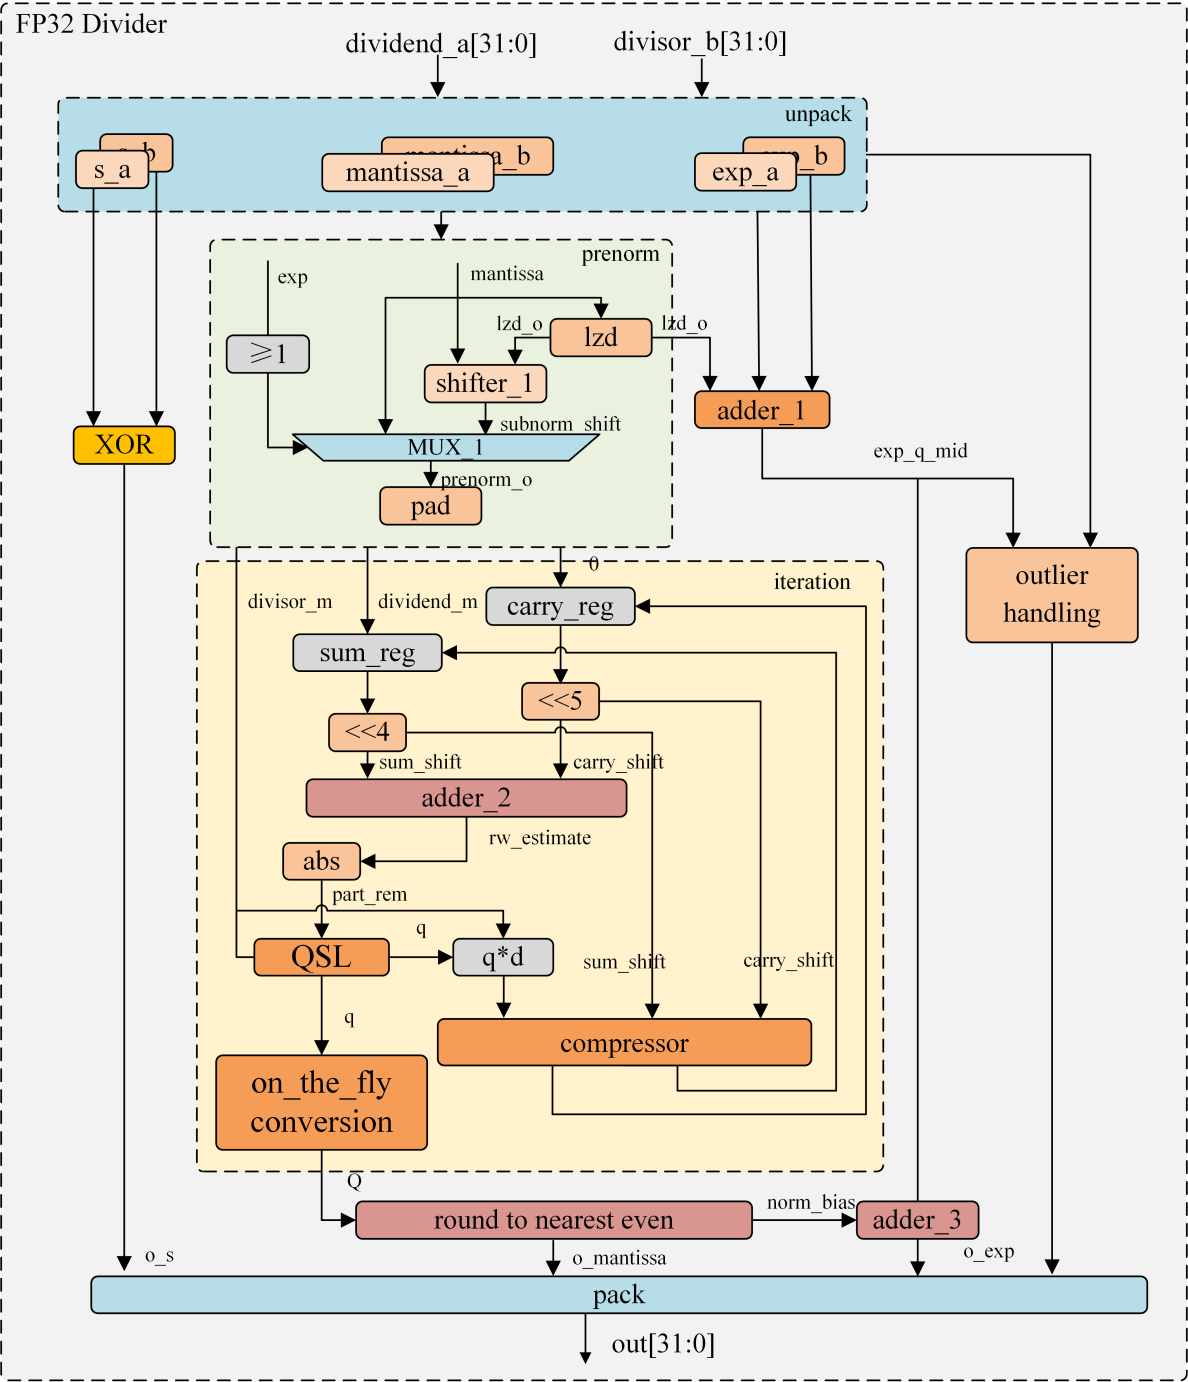 FP32 Divider
dividend_a[31:0]
divisor_b[31:0]
unpack
s_b
s_a
mantissa_b
mantissa_a
exp_b
exp_a
prenorm
exp
mantissa
lzd_o
lzd
lzd_o
≥1
shifter_1
adder_1
subnorm_shift
XOR
MUX_1
exp_q_mid
prenorm_o
pad
0
iteration
outlier
handling
divisor_m
dividend_m
carry_reg
sum_reg
<<5
<<4
sum_shift
carry_shift
adder_2
rw_estimate
abs
part_rem
q
QSL
q*d
sum_shift
carry_shift
q
compressor
on_the_fly
conversion
Q
round to nearest even
norm_bias
adder_3
o_s
o_mantissa
o_exp
pack
out[31:0]